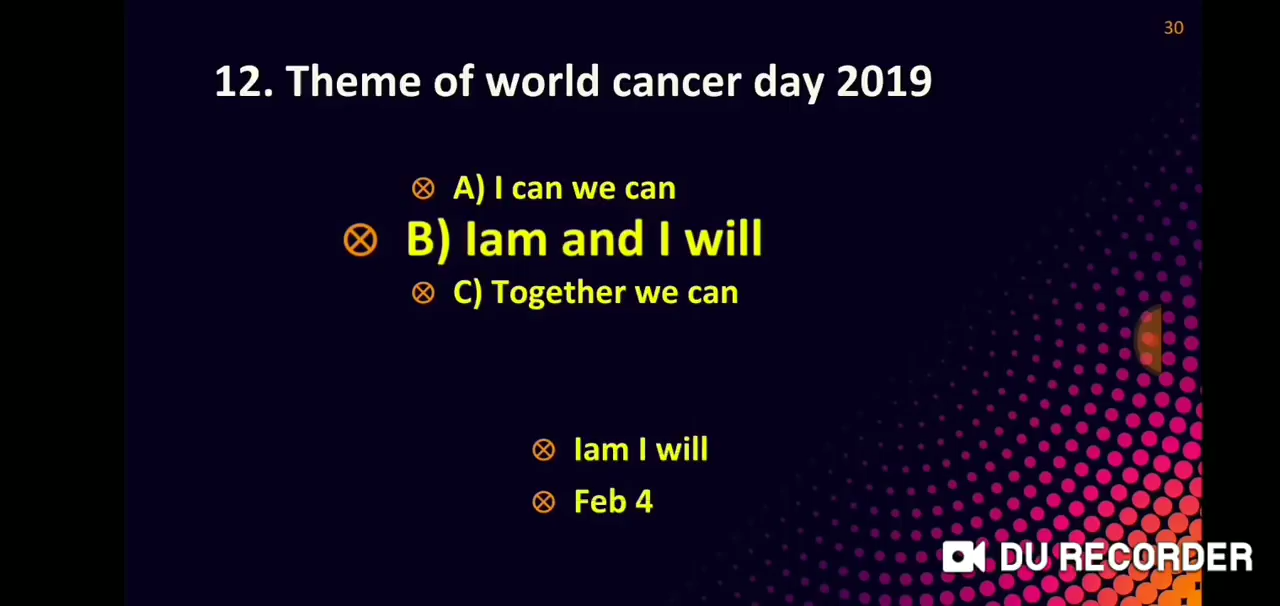 30
12. Theme of world cancer day 2019
A) I can we can
B) Iam and I will
C) Together we can
Iam I will
Feb 4
DU RECORDER